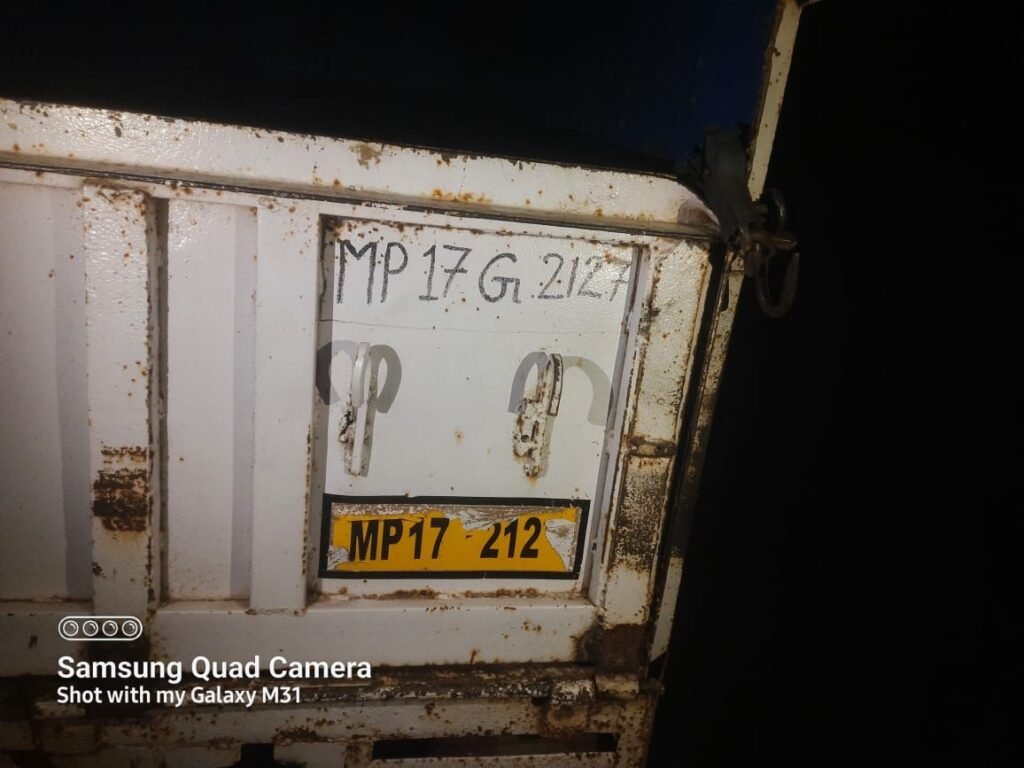 MP 17 G 2127
MP17 212
Samsung Quad Camera
Shot with my Galaxy M31